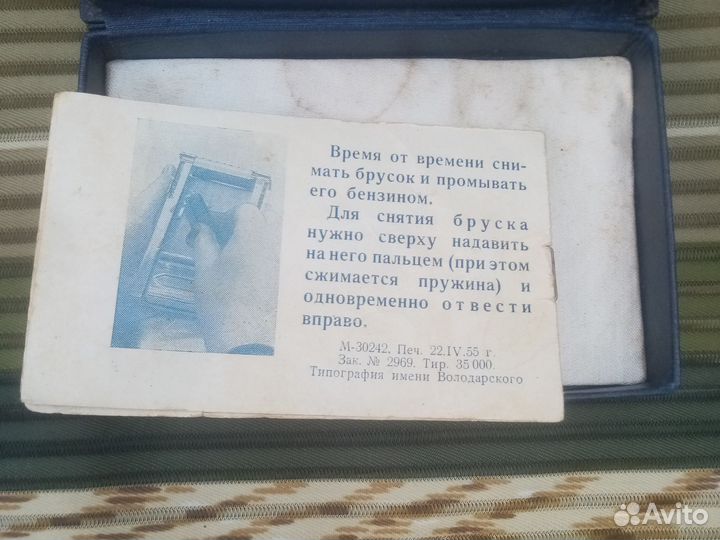 Время от времени сни-
мать брусок и промывать
его бензином.
Для снятия бруска
нужно сверху надавить
на него пальцем (при этом
сжимается пружина) и
одновременно отвести
вправо.
М-30242. Печ. 22.IV.55 г.
Зак. № 2969. Тир. 35 000.
Типография имени Володарского
Avito